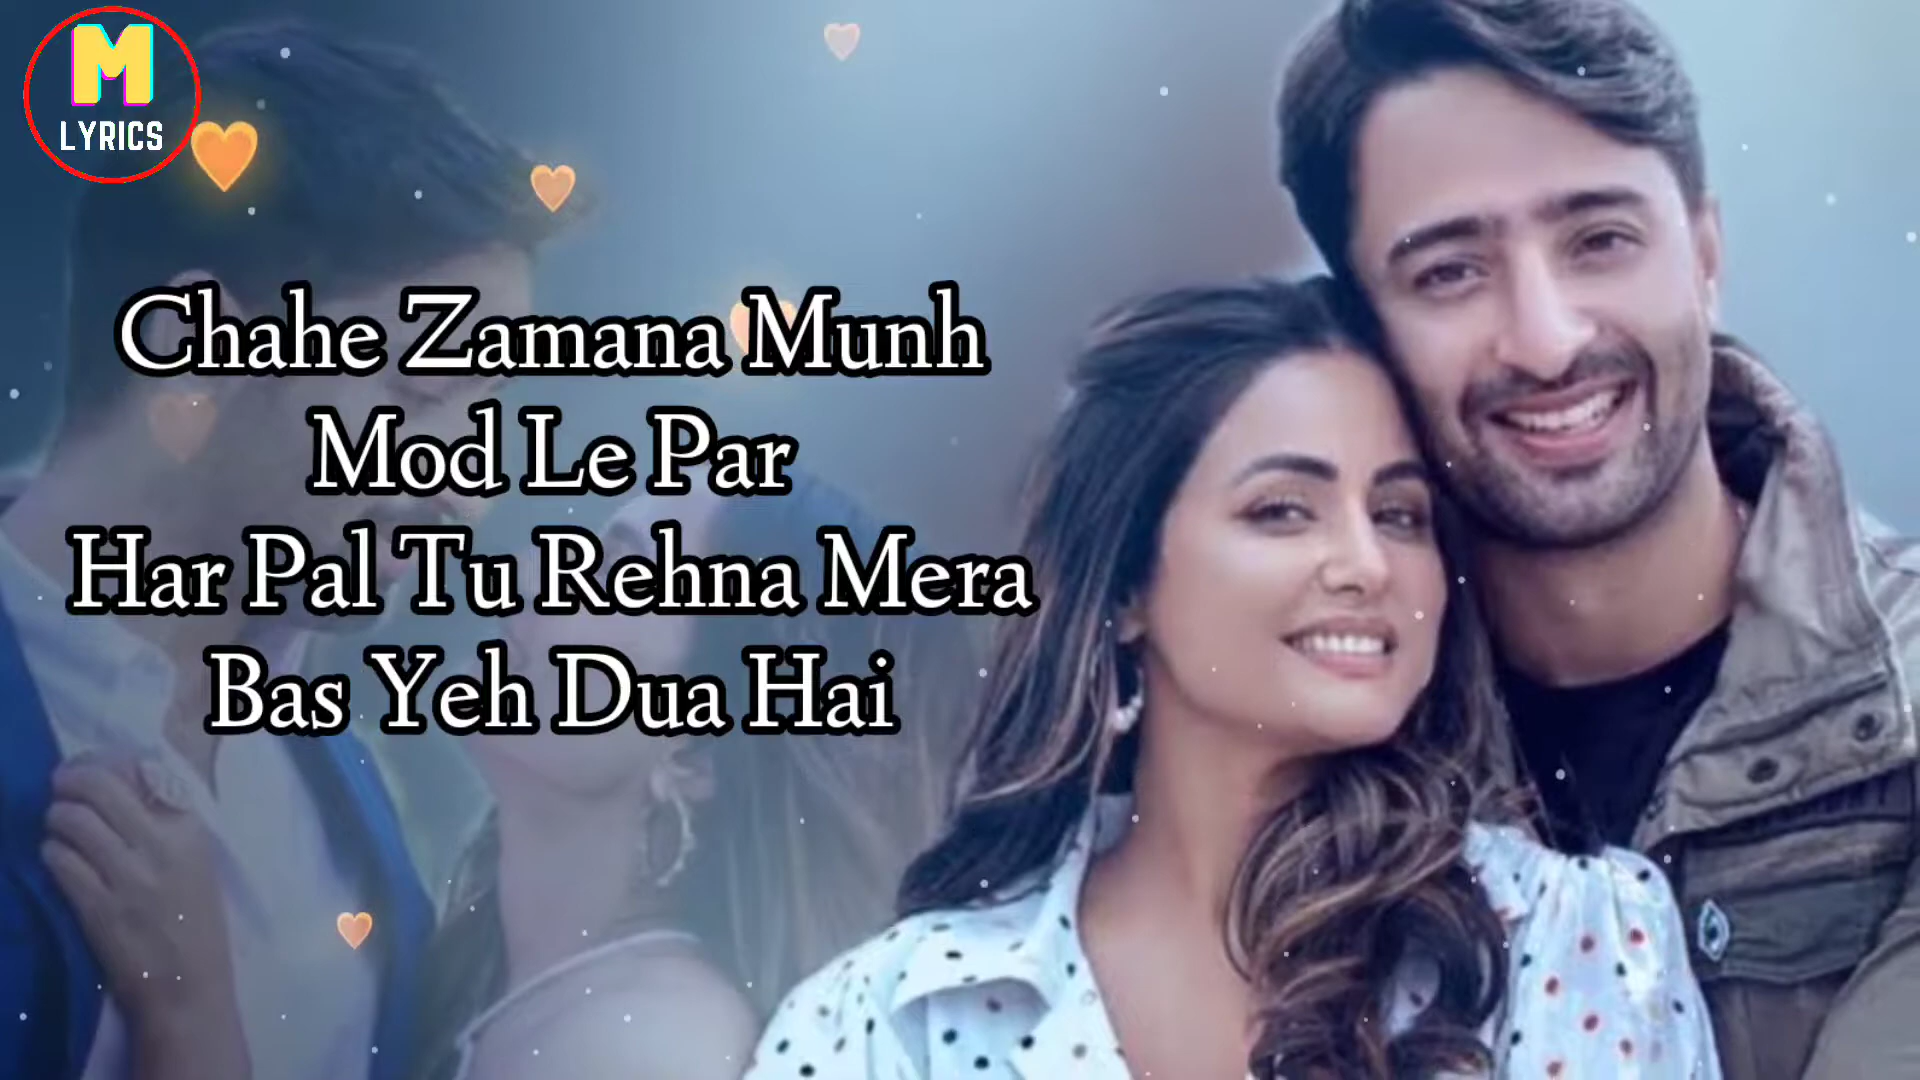 M
LYRICS
Chahe Zamana Munh
Mod Le Par
Har Pal Tu Rehna Mera
Bas Yeh Dua Hai